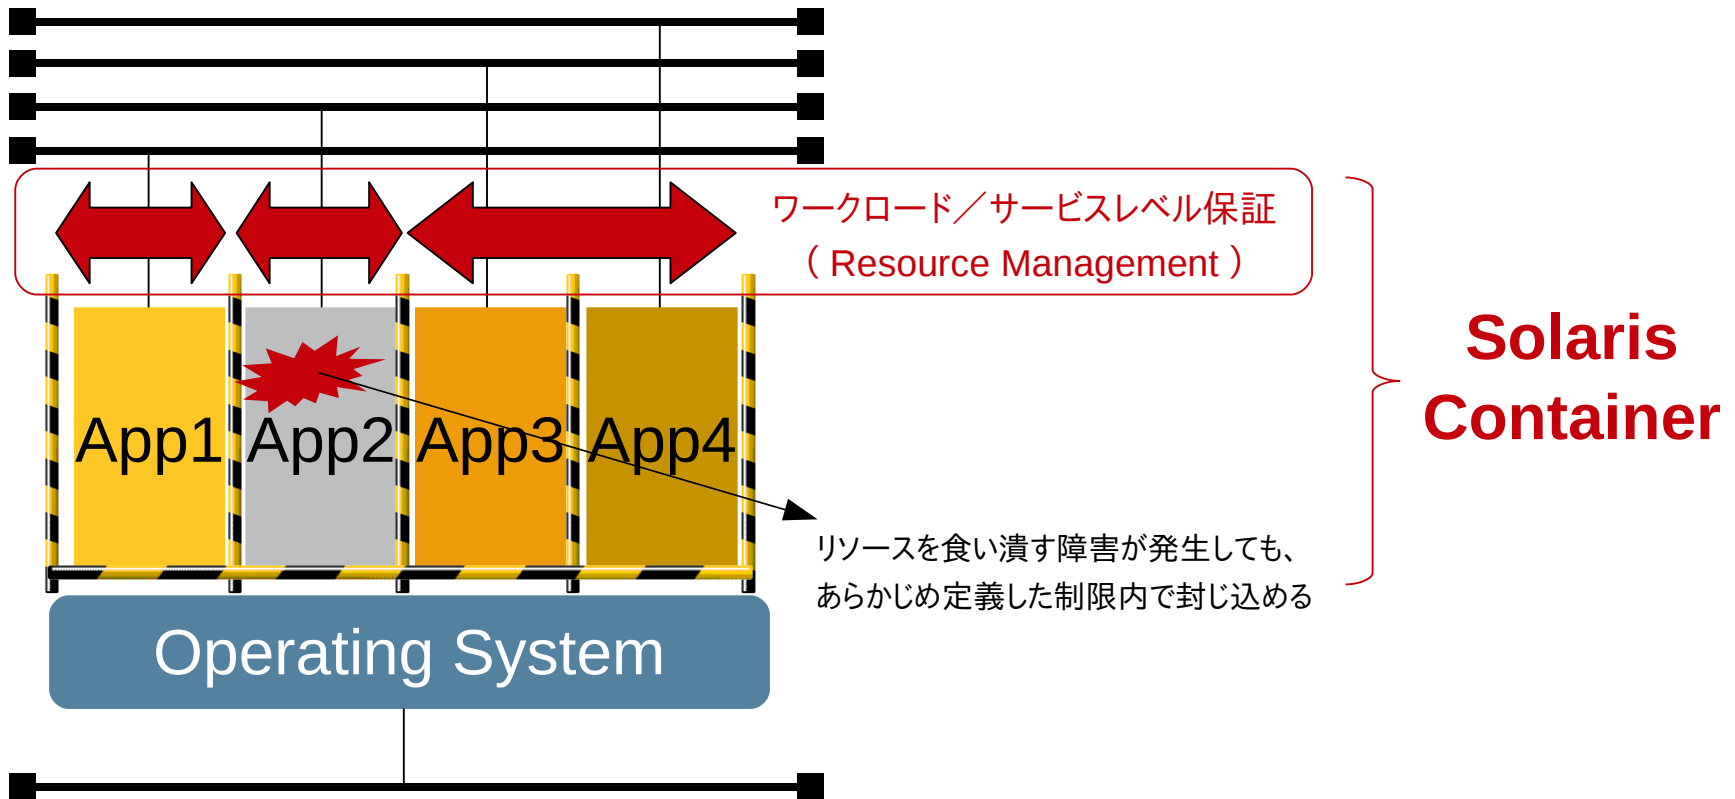 ワークロード／サービスレベル保証
（ Resource Management ）
Solaris
Container
App1 App2 App3 App4
リソースを食い潰す障害が発生しても、
あらかじめ定義した制限内で封じ込める
Operating System